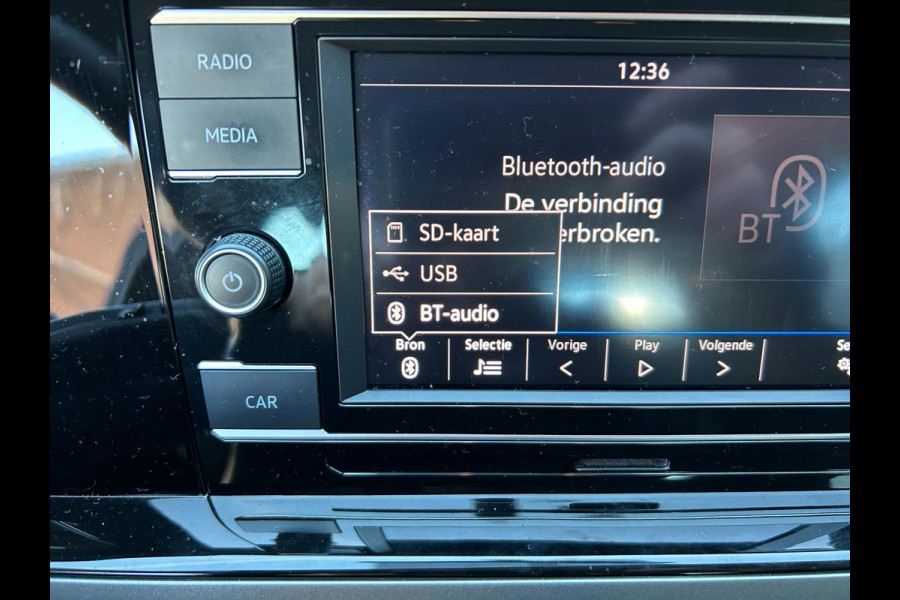 RADIO
MEDIA
CAR
12:36
Bluetooth-audio
De verbinding
erbroken.
BT
SD-kaart
USB
BT-audio
Bron
Selectie
Vorige
Play
Volgende
Se